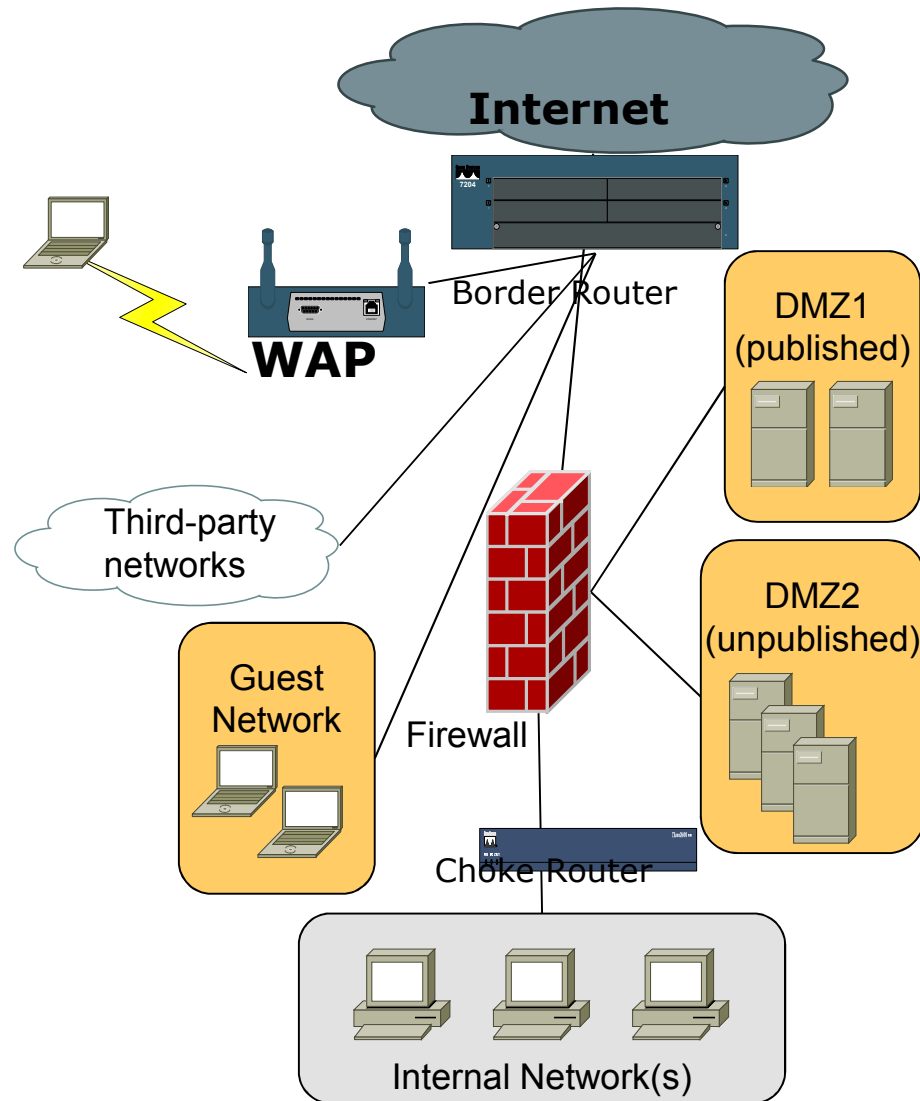 Internet
7204
Border Router
WAP
DMZ1
(published)
Third-party
networks
DMZ2
(unpublished)
Guest
Network
Firewall
Choke Router
Internal Network(s)